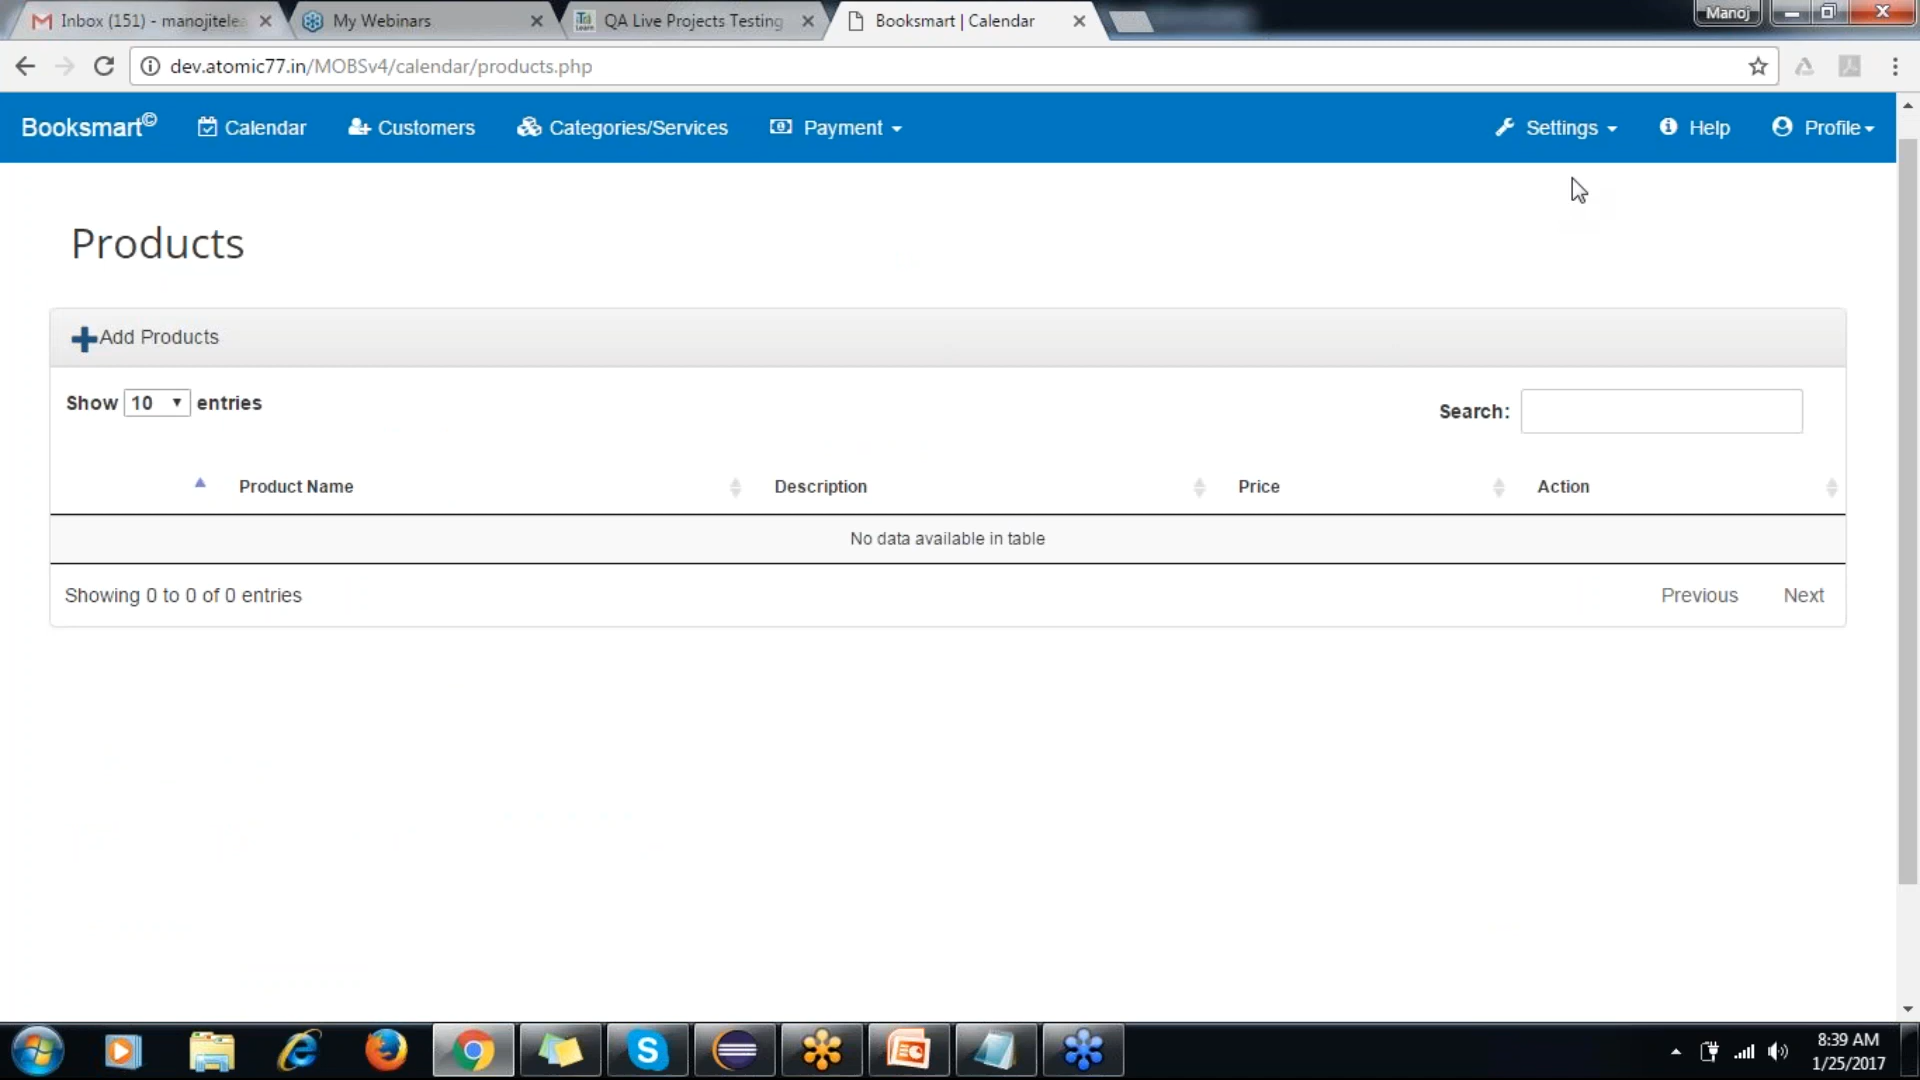 Inbox (151) - manojitelea
My Webinars
QA Live Projects Testing
Booksmart | Calendar
Manoj
dev.atomic77.in/MOBSv4/calendar/products.php
Booksmart©
Calendar
Customers
Categories/Services
Payment
Settings
Help
Profile
Products
Add Products
Show 10 entries
Search:
Product Name
Description
Price
Action
No data available in table
Showing 0 to 0 of 0 entries
Previous
Next
8:39 AM
1/25/2017